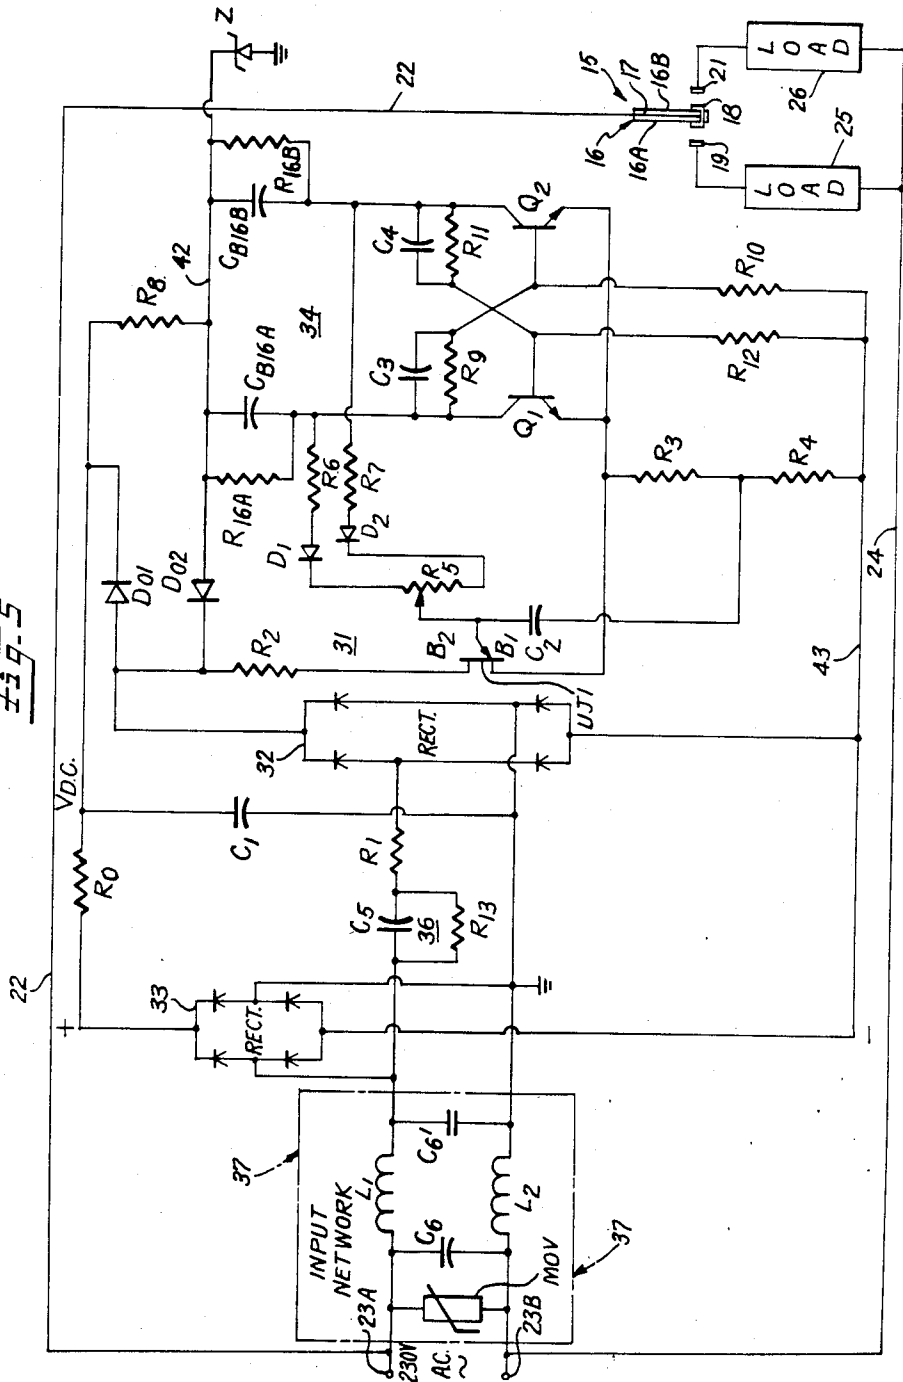 Fig-5
22
+
V D.C.
R0
33
RECT.
C1
32
RECT.
D01
D02
R8
42
Z
22
R16A
CB16A
CB16B
R16B
34
R2
31
D1
R6
D2
R7
R5
C3
R9
C4
R11
B2
B1
UJ1
C2
Q1
Q2
R3
R4
R12
R10
15
17
16
16B
16A
18
19
21
LOAD
25
LOAD
26
37
INPUT
NETWORK
L1
C6
C6'
L2
MOV
37
23A
230V
A.C.
~
23B
C5
36
R13
R1
-
43
24